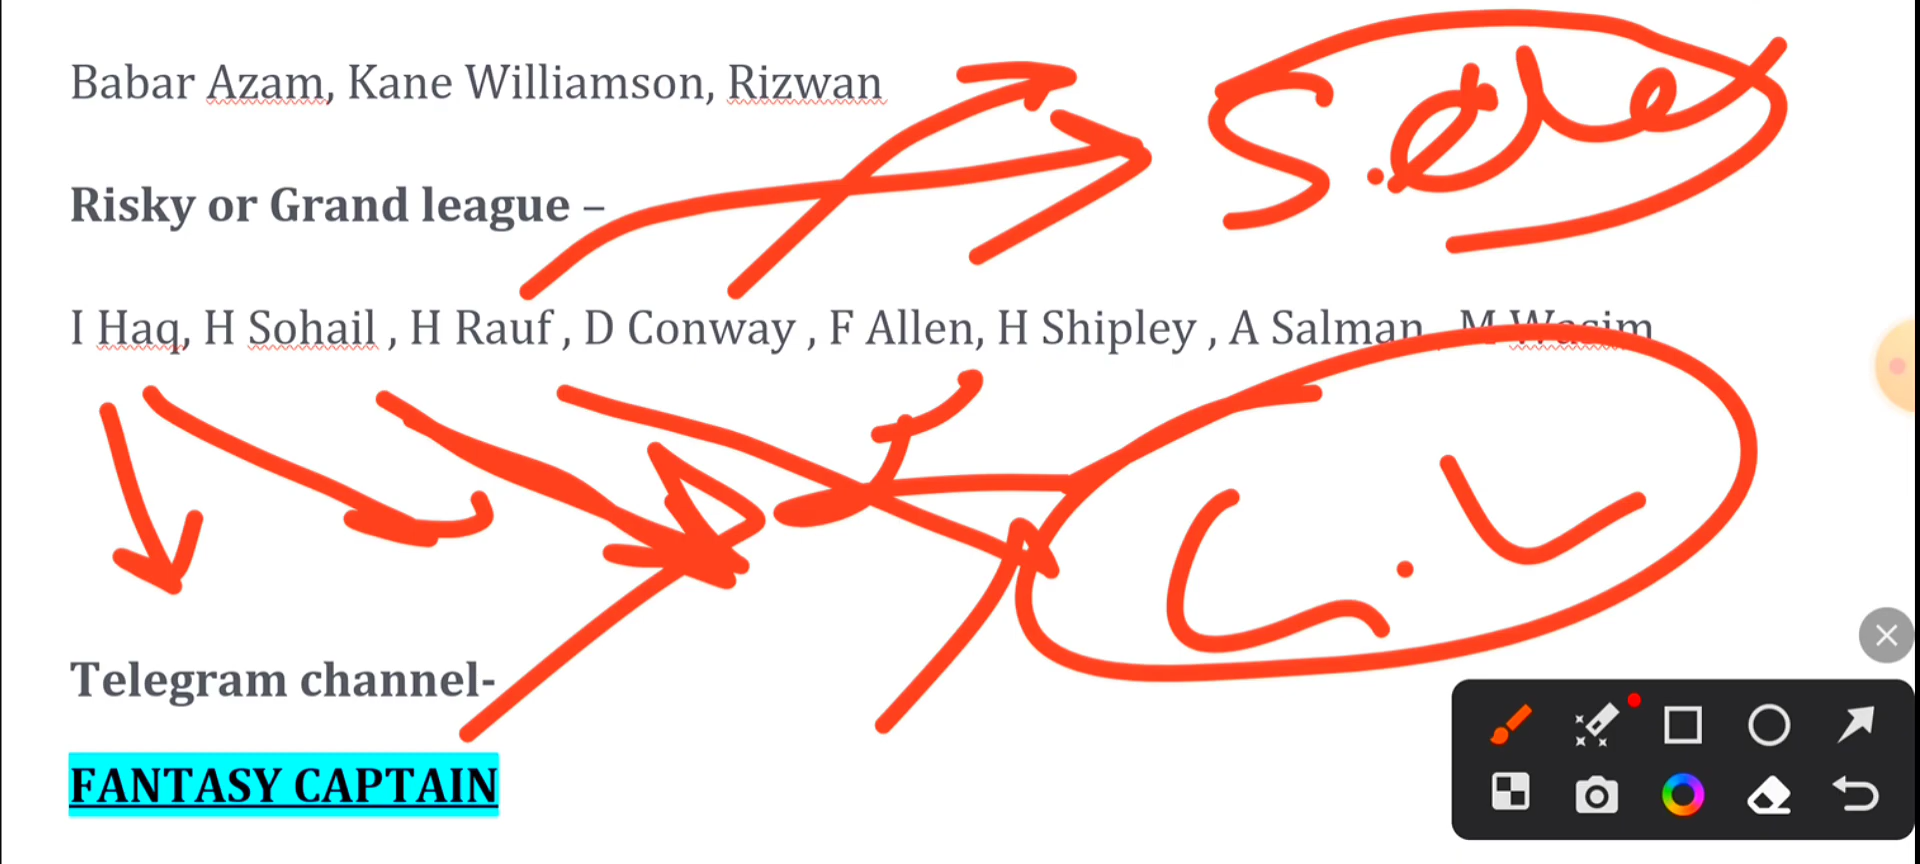 Babar Azam, Kane Williamson, Rizwan
Risky or Grand league –
I Haq, H Sohail , H Rauf , D Conway , F Allen, H Shipley , A Salman , M Wasim
Telegram channel-
FANTASY CAPTAIN